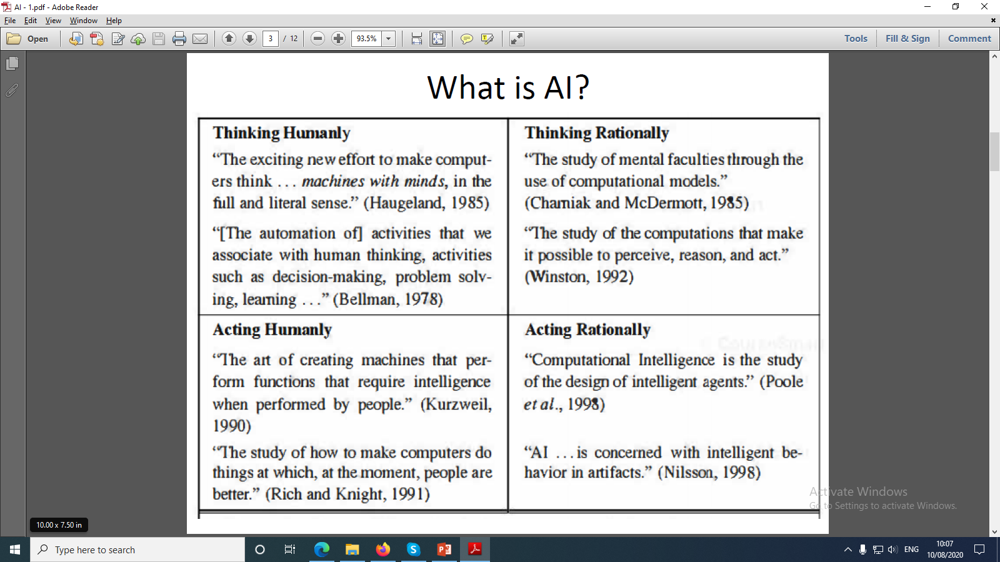 AI - 1.pdf - Adobe Reader
File Edit View Window Help
Open 3 / 12 93.5% Tools Fill & Sign Comment
What is AI?
Thinking Humanly
“The exciting new effort to make comput-
ers think … machines with minds, in the
full and literal sense.” (Haugeland, 1985)
“[The automation of] activities that we
associate with human thinking, activities
such as decision-making, problem solv-
ing, learning …” (Bellman, 1978)
Thinking Rationally
“The study of mental faculties through the
use of computational models.”
(Charniak and McDermott, 1985)
“The study of the computations that make
it possible to perceive, reason, and act.”
(Winston, 1992)
Acting Humanly
“The art of creating machines that per-
form functions that require intelligence
when performed by people.” (Kurzweil,
1990)
“The study of how to make computers do
things at which, at the moment, people are
better.” (Rich and Knight, 1991)
Acting Rationally
“Computational Intelligence is the study
of the design of intelligent agents.” (Poole
et al., 1998)
“AI …is concerned with intelligent be-
havior in artifacts.” (Nilsson, 1998)
Activate Windows
Go to Settings to activate Windows.
10.00 x 7.50 in
Type here to search
ENG
10:07
10/08/2020